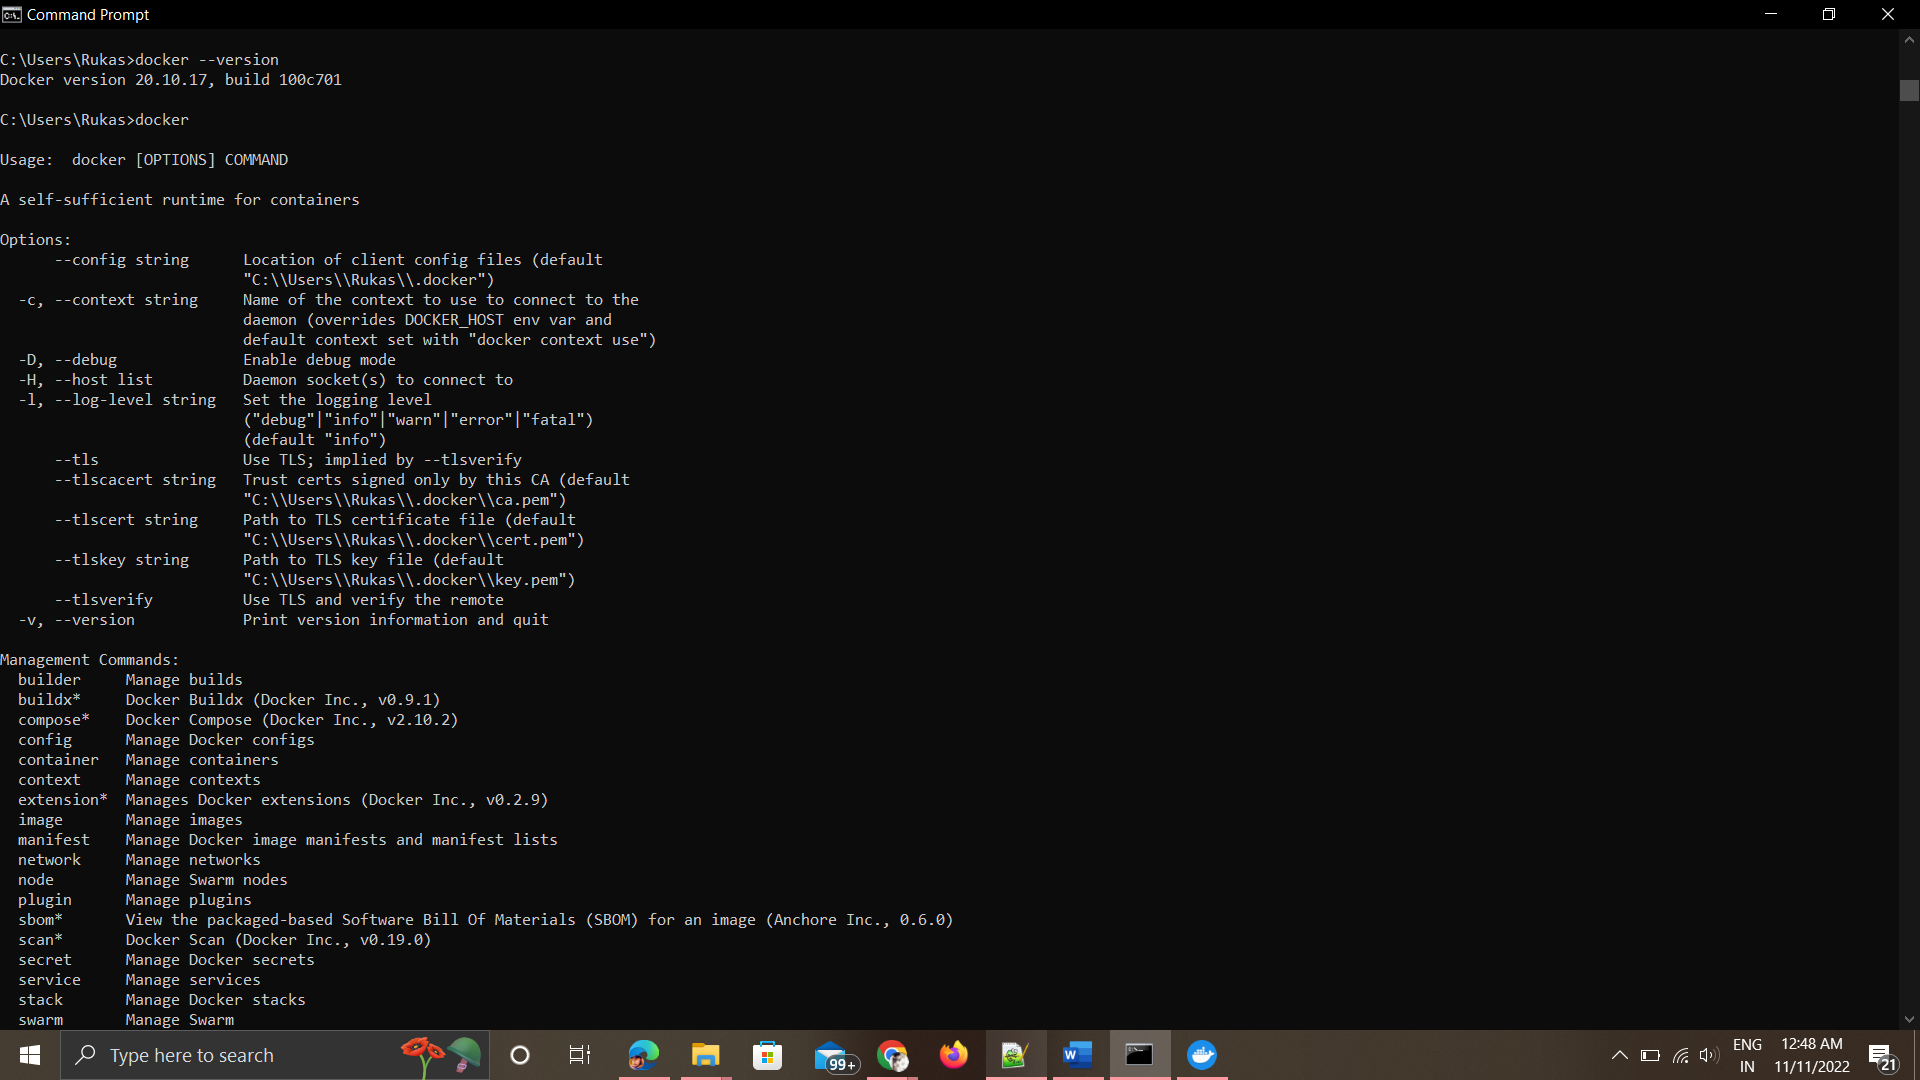 Command Prompt
C:\Users\Rukas>docker --version
Docker version 20.10.17, build 100c701
C:\Users\Rukas>docker
Usage:  docker [OPTIONS] COMMAND
A self-sufficient runtime for containers
Options:
      --config string      Location of client config files (default
                           "C:\\Users\\Rukas\\.docker")
  -c, --context string     Name of the context to use to connect to the
                           daemon (overrides DOCKER_HOST env var and
                           default context set with "docker context use")
  -D, --debug              Enable debug mode
  -H, --host list          Daemon socket(s) to connect to
  -l, --log-level string   Set the logging level
                           ("debug"|"info"|"warn"|"error"|"fatal")
                           (default "info")
      --tls                Use TLS; implied by --tlsverify
      --tlscacert string   Trust certs signed only by this CA (default
                           "C:\\Users\\Rukas\\.docker\\ca.pem")
      --tlscert string     Path to TLS certificate file (default
                           "C:\\Users\\Rukas\\.docker\\cert.pem")
      --tlskey string      Path to TLS key file (default
                           "C:\\Users\\Rukas\\.docker\\key.pem")
      --tlsverify          Use TLS and verify the remote
  -v, --version            Print version information and quit
Management Commands:
  builder     Manage builds
  buildx*     Docker Buildx (Docker Inc., v0.9.1)
  compose*    Docker Compose (Docker Inc., v2.10.2)
  config      Manage Docker configs
  container   Manage containers
  context     Manage contexts
  extension*  Manages Docker extensions (Docker Inc., v0.2.9)
  image       Manage images
  manifest    Manage Docker image manifests and manifest lists
  network     Manage networks
  node        Manage Swarm nodes
  plugin      Manage plugins
  sbom*       View the packaged-based Software Bill Of Materials (SBOM) for an image (Anchore Inc., 0.6.0)
  scan*       Docker Scan (Docker Inc., v0.19.0)
  secret      Manage Docker secrets
  service     Manage services
  stack       Manage Docker stacks
  swarm       Manage Swarm
Type here to search
99+
W
ENG
IN
12:48 AM
11/11/2022
21